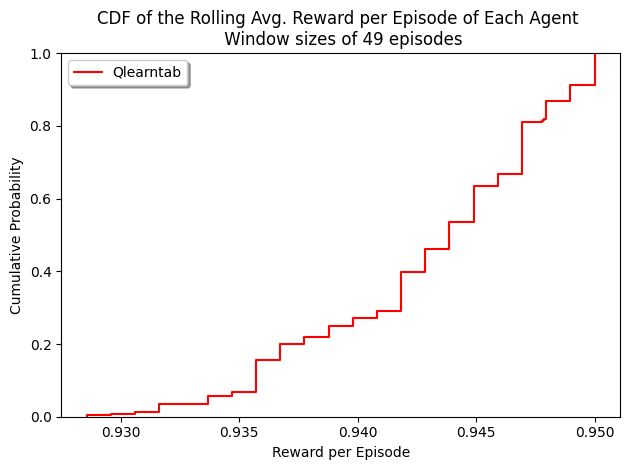 CDF of the Rolling Avg. Reward per Episode of Each Agent
Window sizes of 49 episodes
Qlearntab
Cumulative Probability
1.0
0.8
0.6
0.4
0.2
0.0
0.930 0.935 0.940 0.945 0.950
Reward per Episode